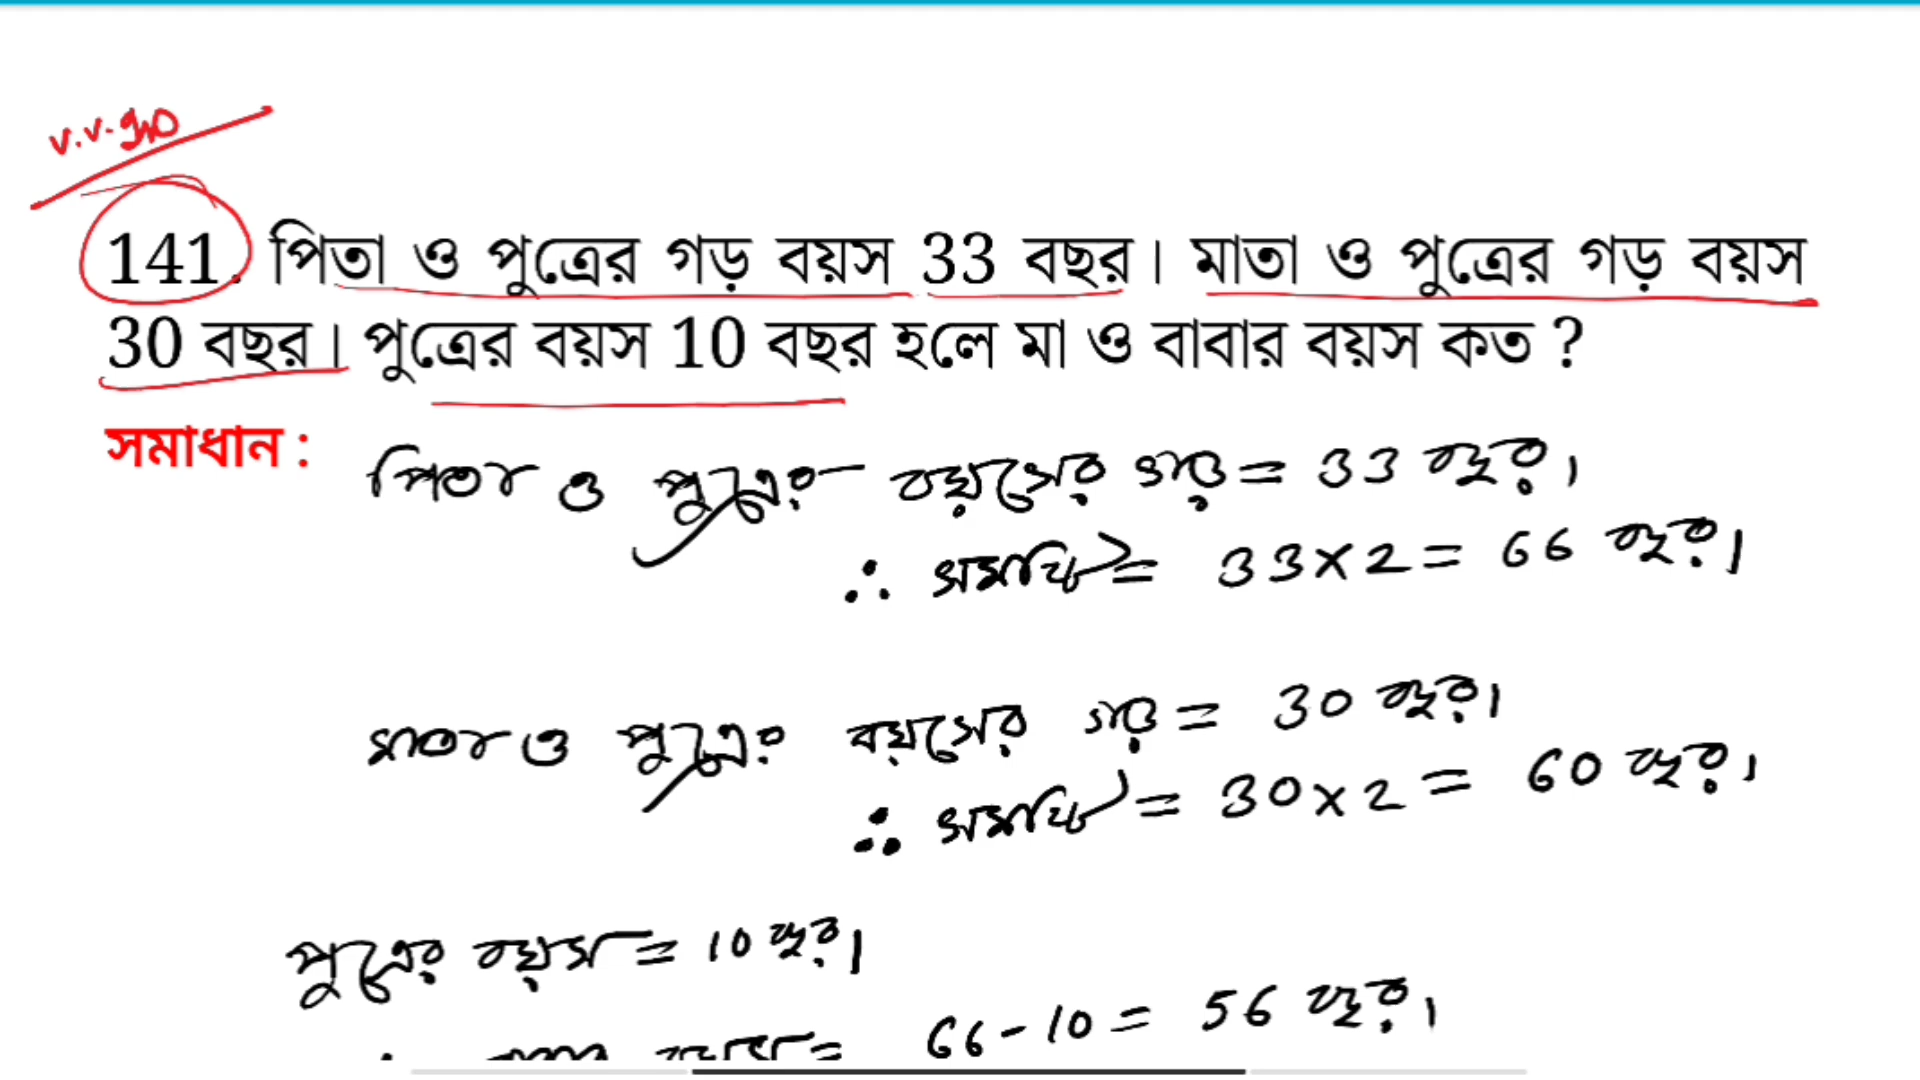 v.v.imp
141. পিতা ও পুত্রের গড় বয়স 33 বছর। মাতা ও পুত্রের গড় বয়স
30 বছর। পুত্রের বয়স 10 বছর হলে মা ও বাবার বয়স কত ?
সমাধান :
পিতা ও পুত্রের বয়সের গড় = 33 বছর।
∴ সমষ্টি = 33×2 = 66 বছর।
মাতা ও পুত্রের বয়সের গড় = 30 বছর।
∴ সমষ্টি = 30×2 = 60 বছর।
পুত্রের বয়স = 10 বছর।
66-10 = 56 বছর।